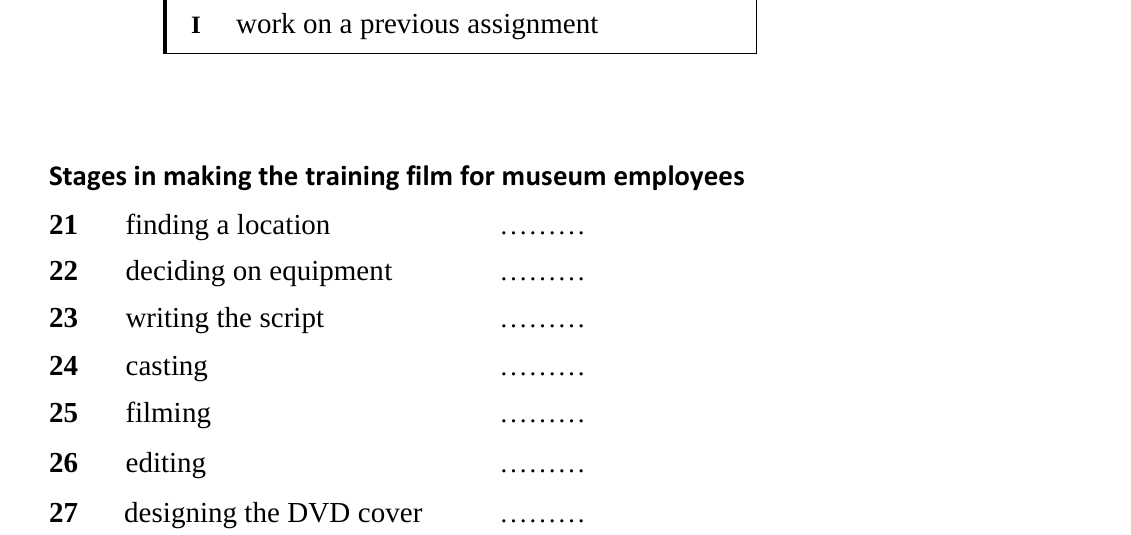 I work on a previous assignment
Stages in making the training film for museum employees
21 finding a location ………
22 deciding on equipment ………
23 writing the script ………
24 casting ………
25 filming ………
26 editing ………
27 designing the DVD cover ………